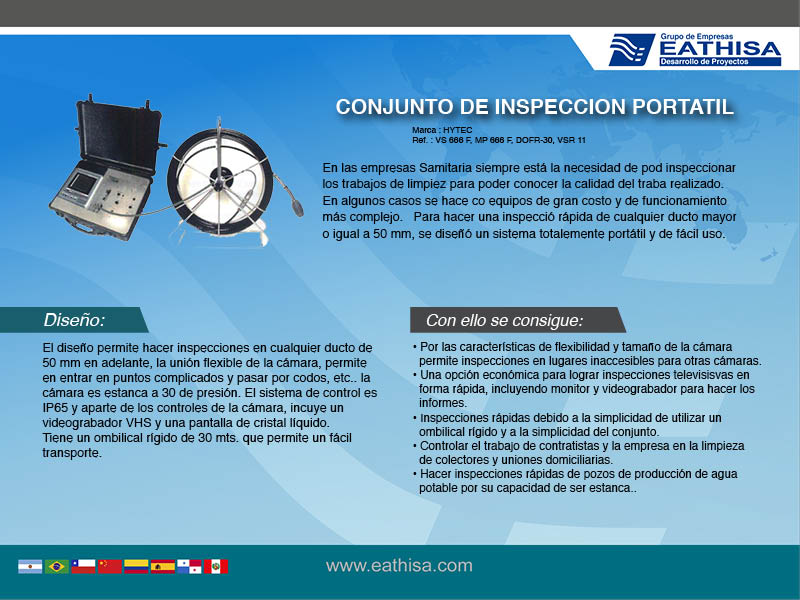 Grupo de Empresas
EATHISA
Desarrollo de Proyectos
CONJUNTO DE INSPECCION PORTATIL
Marca : HYTEC
Ref. : VS 666 F, MP 666 F, DOFR-30, VSR 11
En las empresas Samitaria siempre está la necesidad de pod inspeccionar
los trabajos de limpiez para poder conocer la calidad del traba realizado.
En algunos casos se hace co equipos de gran costo y de funcionamiento
más complejo. Para hacer una inspecció rápida de cualquier ducto mayor
o igual a 50 mm, se diseñó un sistema totalemente portátil y de fácil uso.
Diseño:
El diseño permite hacer inspecciones en cualquier ducto de
50 mm en adelante, la unión flexible de la cámara, permite
en entrar en puntos complicados y pasar por codos, etc.. la
cámara es estanca a 30 de presión. El sistema de control es
IP65 y aparte de los controles de la cámara, incuye un
videograbador VHS y una pantalla de cristal líquido.
Tiene un ombilical rígido de 30 mts. que permite un fácil
transporte.
Con ello se consigue:
• Por las características de flexibilidad y tamaño de la cámara
permite inspecciones en lugares inaccesibles para otras cámaras.
• Una opción económica para lograr inspecciones televisisvas en
forma rápida, incluyendo monitor y videograbador para hacer los
informes.
• Inspecciones rápidas debido a la simplicidad de utilizar un
ombilical rígido y a la simplicidad del conjunto.
• Controlar el trabajo de contratistas y la empresa en la limpieza
de colectores y uniones domiciliarias.
• Hacer inspecciones rápidas de pozos de producción de agua
potable por su capacidad de ser estanca..
www.eathisa.com